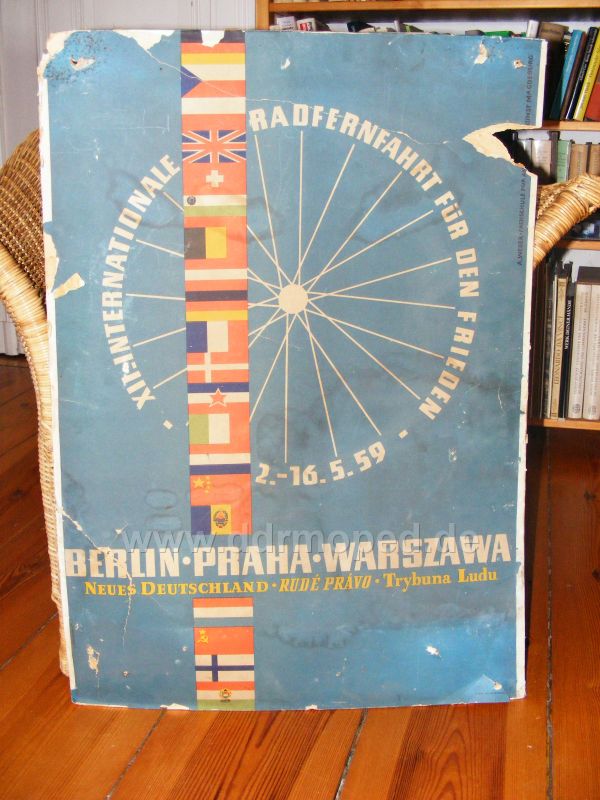 XII. INTERNATIONALE RADFERNFAHRT FÜR DEN FRIEDEN
2.-16.5.59
www.ddrmoped.de
BERLIN·PRAHA·WARSZAWA
NEUES DEUTSCHLAND · RUDÉ PRÁVO · Trybuna Ludu